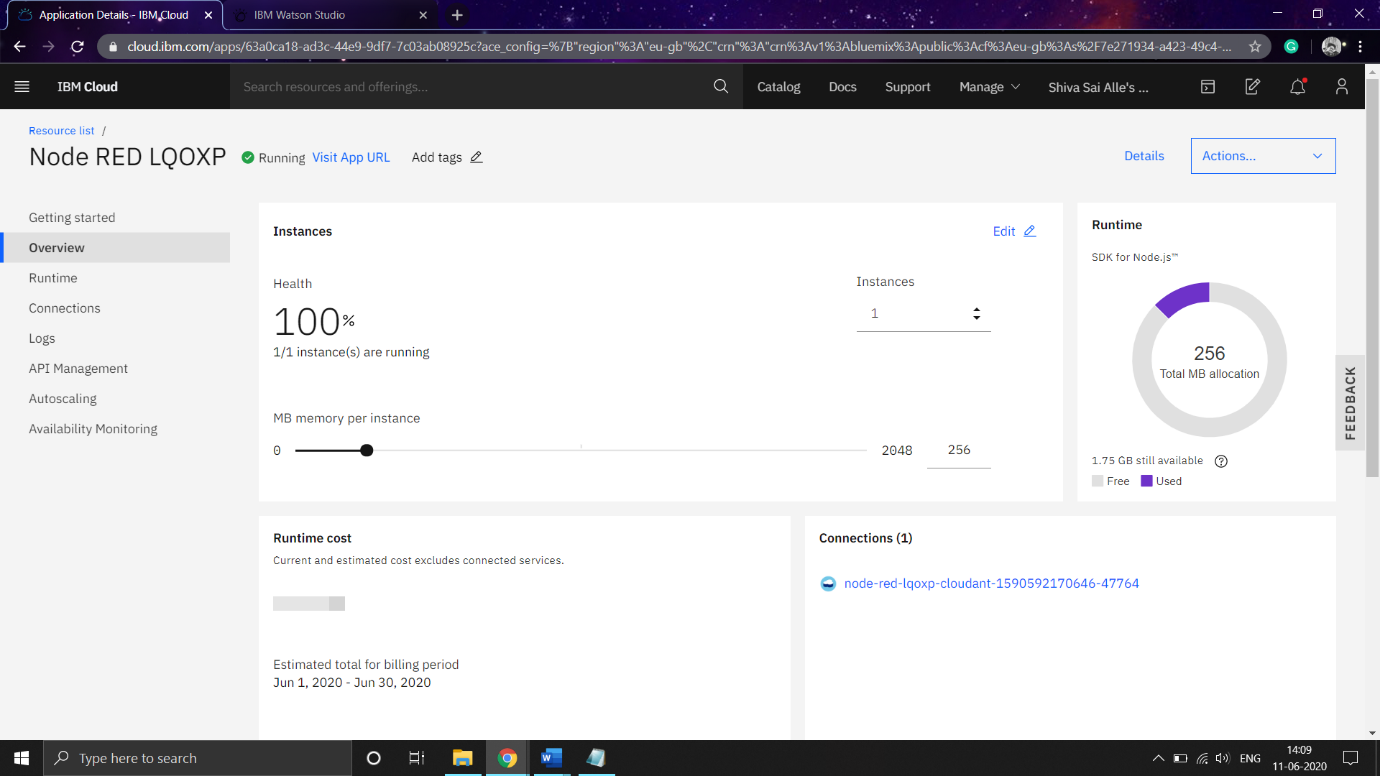 Application Details - IBM Cloud
IBM Watson Studio
cloud.ibm.com/apps/63a0ca18-ad3c-44e9-9df7-7c03ab08925c?ace_config=%7B"region"%3A"eu-gb"%2C"crn"%3A"crn%3Av1%3Abluemix%3Apublic%3Acf%3Aeu-gb%3As%2F7e271934-a423-49c4-...
IBM Cloud
Search resources and offerings...
Catalog
Docs
Support
Manage
Shiva Sai Alle's ...
Resource list /
Node RED LQOXP
Running
Visit App URL
Add tags
Details
Actions...
Getting started
Overview
Runtime
Connections
Logs
API Management
Autoscaling
Availability Monitoring
Instances
Edit
Health
100%
1/1 instance(s) are running
Instances
1
MB memory per instance
0
2048
256
Runtime
SDK for Node.js™
256
Total MB allocation
1.75 GB still available
Free
Used
FEEDBACK
Runtime cost
Current and estimated cost excludes connected services.
Estimated total for billing period
Jun 1, 2020 - Jun 30, 2020
Connections (1)
node-red-lqoxp-cloudant-1590592170646-47764
Type here to search
ENG
14:09
11-06-2020